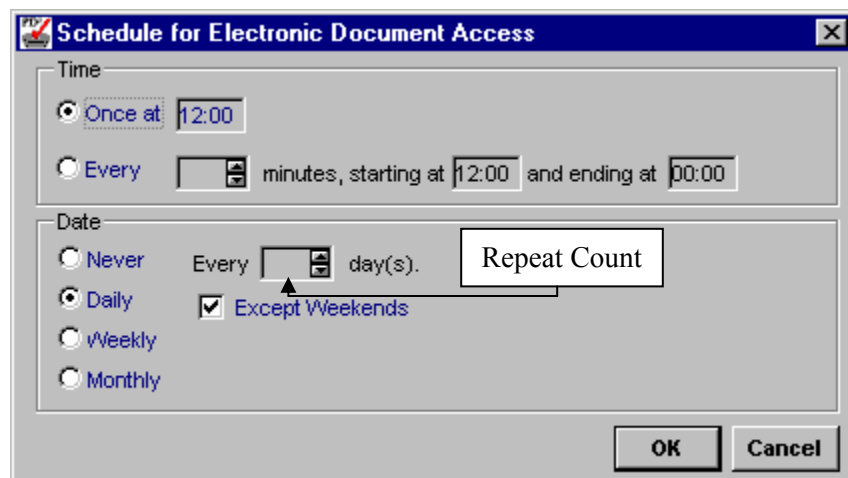 Schedule for Electronic Document Access
Time
Once at 12:00
Every minutes, starting at 12:00 and ending at 00:00
Date
Never Every day(s). Repeat Count
Daily Except Weekends
Weekly
Monthly
OK Cancel